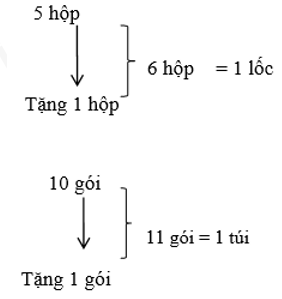 5 hộp
6 hộp = 1 lốc
Tặng 1 hộp
10 gói
11 gói = 1 túi
Tặng 1 gói